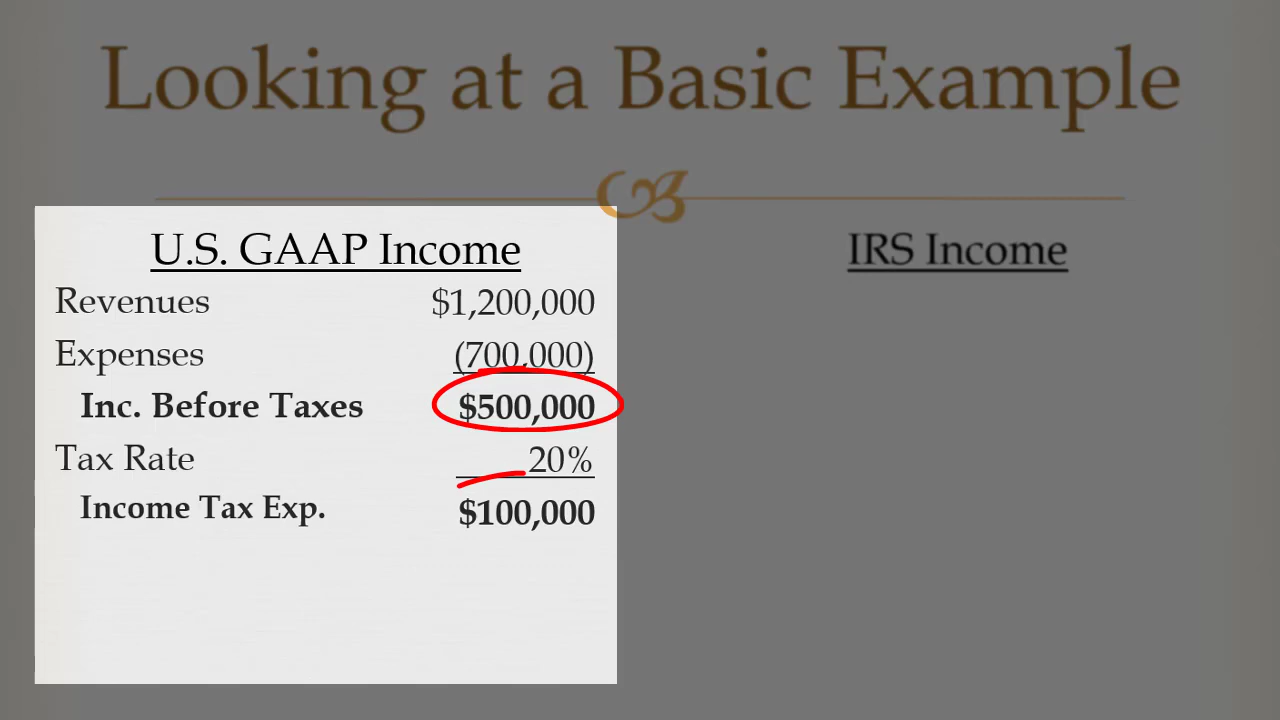 Looking at a Basic Example
U.S. GAAP Income
Revenues $1,200,000
Expenses (700,000)
Inc. Before Taxes $500,000
Tax Rate 20%
Income Tax Exp. $100,000
IRS Income